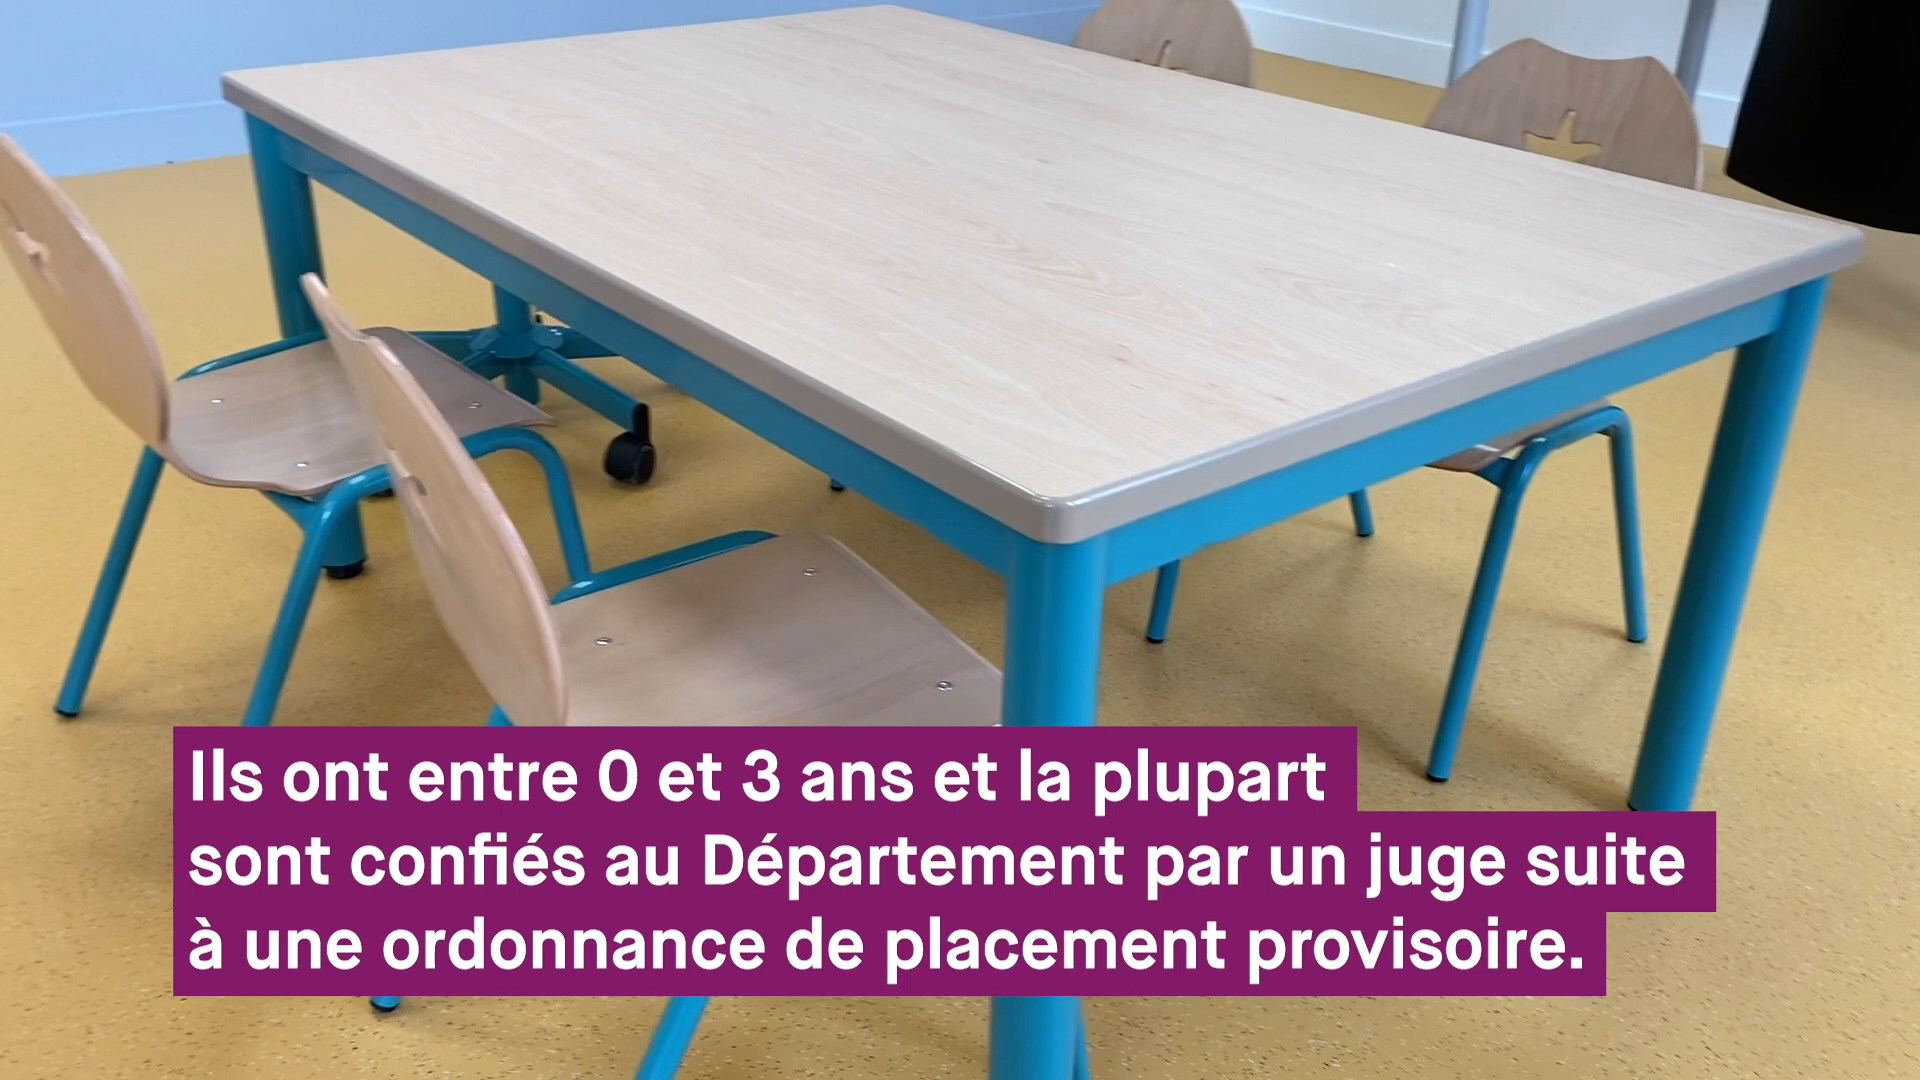 Ils ont entre 0 et 3 ans et la plupart
sont confiés au Département par un juge suite
à une ordonnance de placement provisoire.